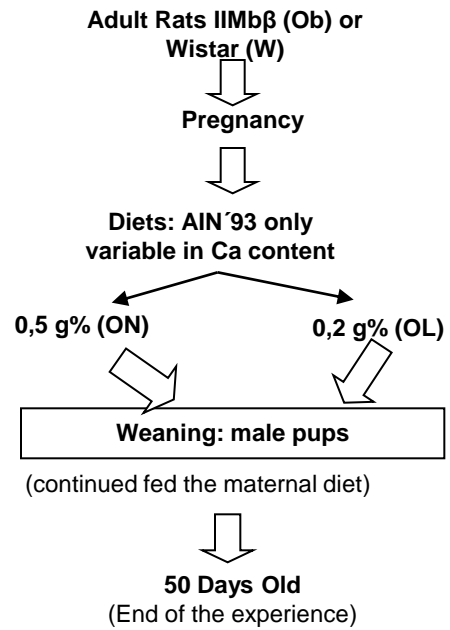 Adult Rats IIMbβ (Ob) or
Wistar (W)
Pregnancy
Diets: AIN´93 only
variable in Ca content
0,5 g% (ON)
0,2 g% (OL)
Weaning: male pups
(continued fed the maternal diet)
50 Days Old
(End of the experience)